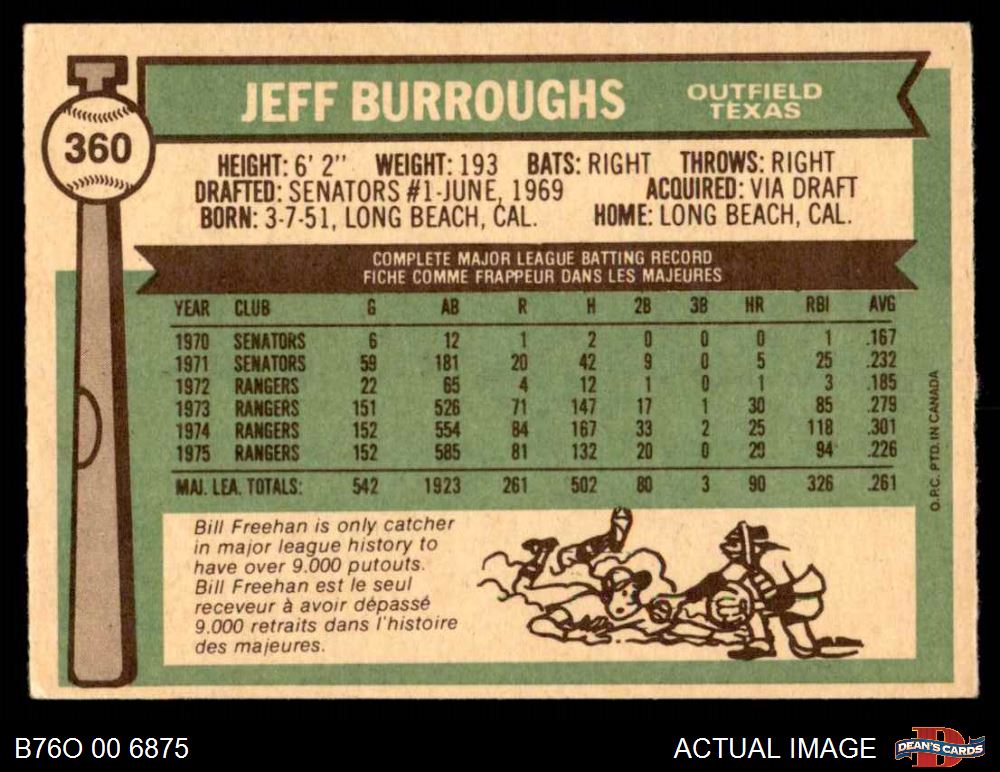 360
JEFF BURROUGHS
OUTFIELD
TEXAS
HEIGHT: 6' 2" WEIGHT: 193 BATS: RIGHT THROWS: RIGHT
DRAFTED: SENATORS #1-JUNE, 1969 ACQUIRED: VIA DRAFT
BORN: 3-7-51, LONG BEACH, CAL. HOME: LONG BEACH, CAL.
COMPLETE MAJOR LEAGUE BATTING RECORD
FICHE COMME FRAPPEUR DANS LES MAJEURES
YEAR CLUB G AB R H 2B 3B HR RBI AVG
1970 SENATORS 6 12 1 2 0 0 0 1 .167
1971 SENATORS 59 181 20 42 9 0 5 25 .232
1972 RANGERS 22 65 4 12 1 0 1 3 .185
1973 RANGERS 151 526 71 147 17 1 30 85 .279
1974 RANGERS 152 554 84 167 33 2 25 118 .301
1975 RANGERS 152 585 81 132 20 0 29 94 .226
MAJ. LEA. TOTALS: 542 1923 261 502 80 3 90 326 .261
O.P.C. PTD. IN CANADA
Bill Freehan is only catcher
in major league history to
have over 9.000 putouts.
Bill Freehan est le seul
receveur à avoir dépassé
9.000 retraits dans l'histoire
des majeures.
B76O 00 6875
ACTUAL IMAGE
D
DEAN'S CARDS